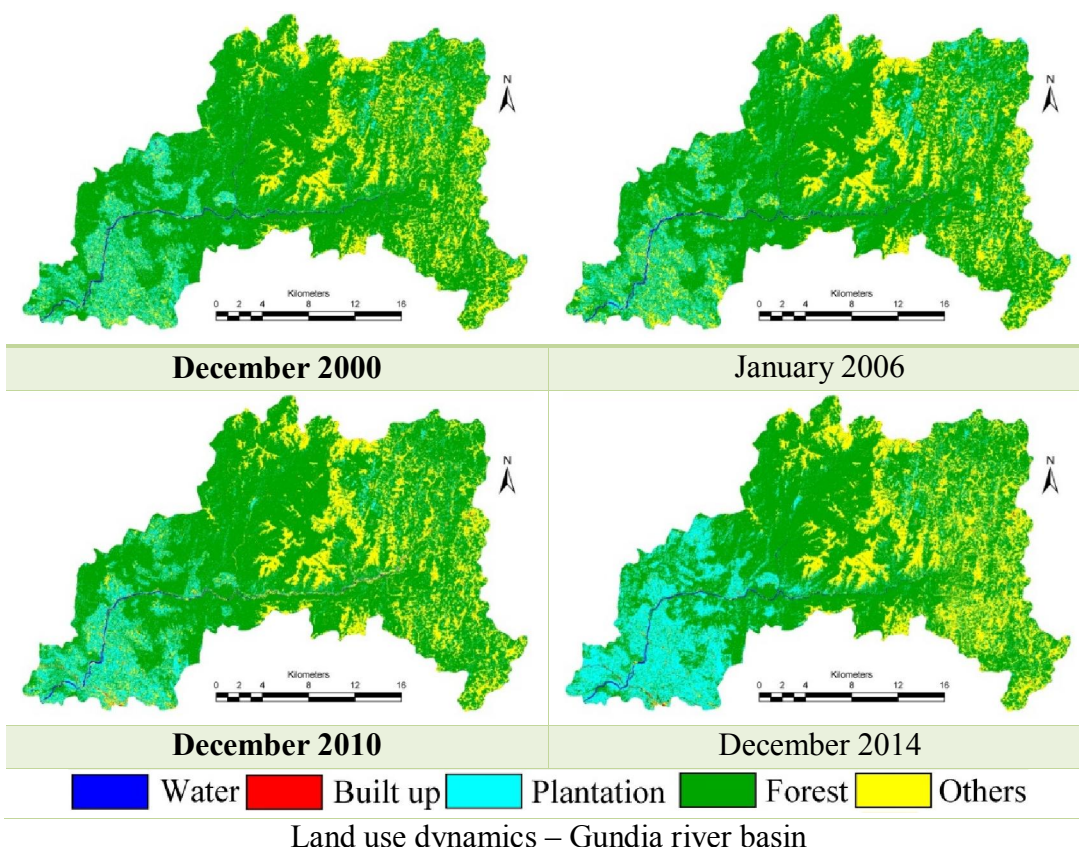 N
N
Kilometers
0 2 4 8 12 16
Kilometers
0 2 4 8 12 16
December 2000
January 2006
N
N
Kilometers
0 2 4 8 12 16
Kilometers
0 2 4 8 12 16
December 2010
December 2014
Water Built up Plantation Forest Others
Land use dynamics – Gundia river basin